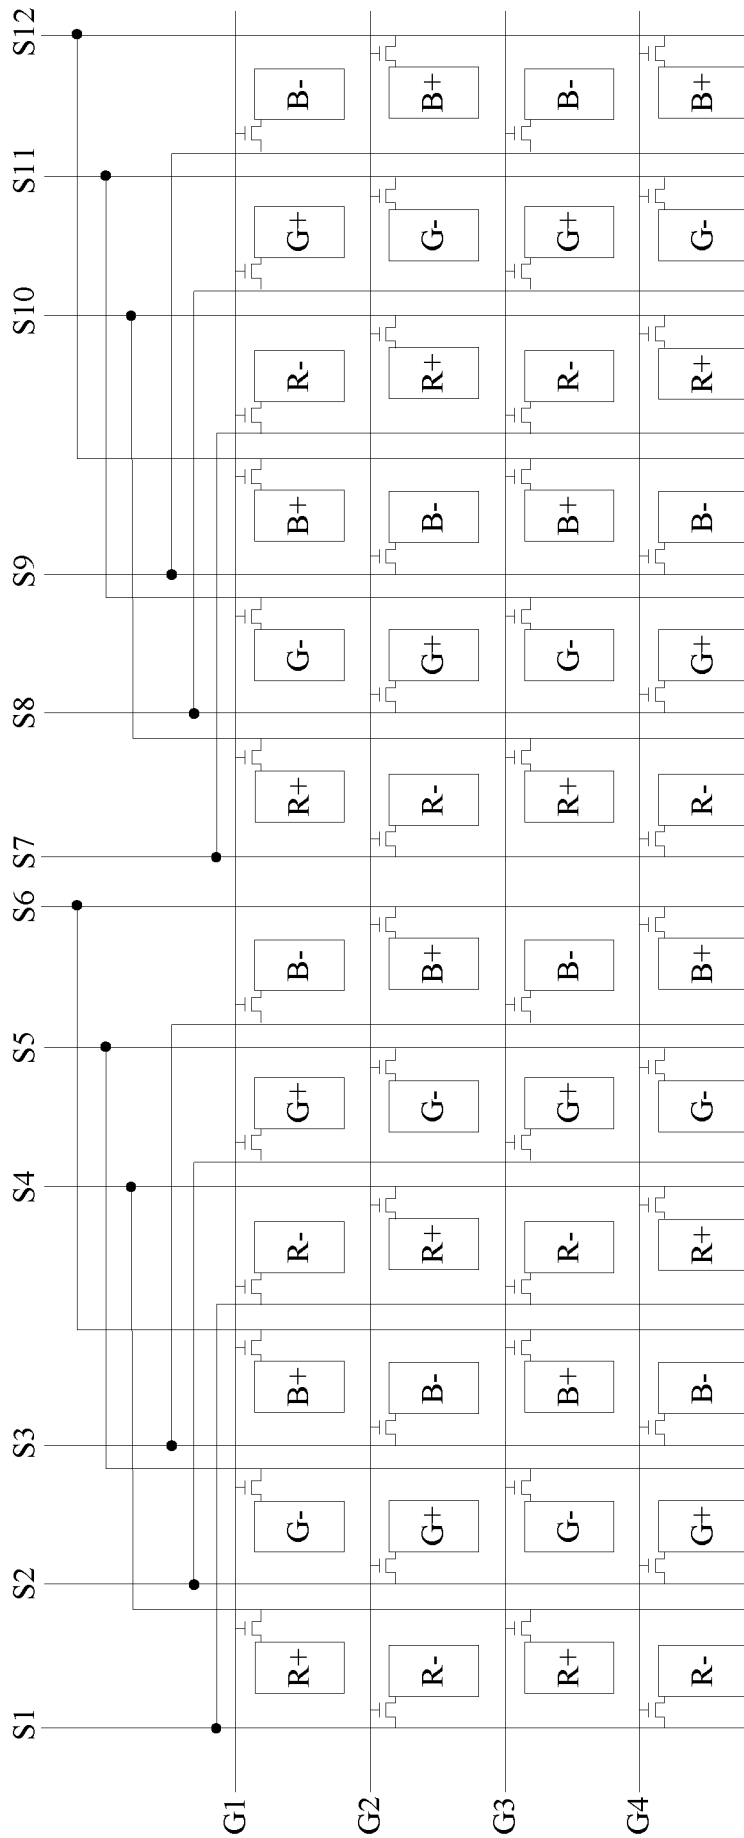 S1 S2 S3 S4 S5 S6 S7 S8 S9 S10 S11 S12
G1
R+ G- B+ R- G+ B- R+ G- B+ R- G+ B-
G2
R- G+ B- R+ G- B+ R- G+ B- R+ G- B+
G3
R+ G- B+ R- G+ B- R+ G- B+ R- G+ B-
G4
R- G+ B- R+ G- B+ R- G+ B- R+ G- B+